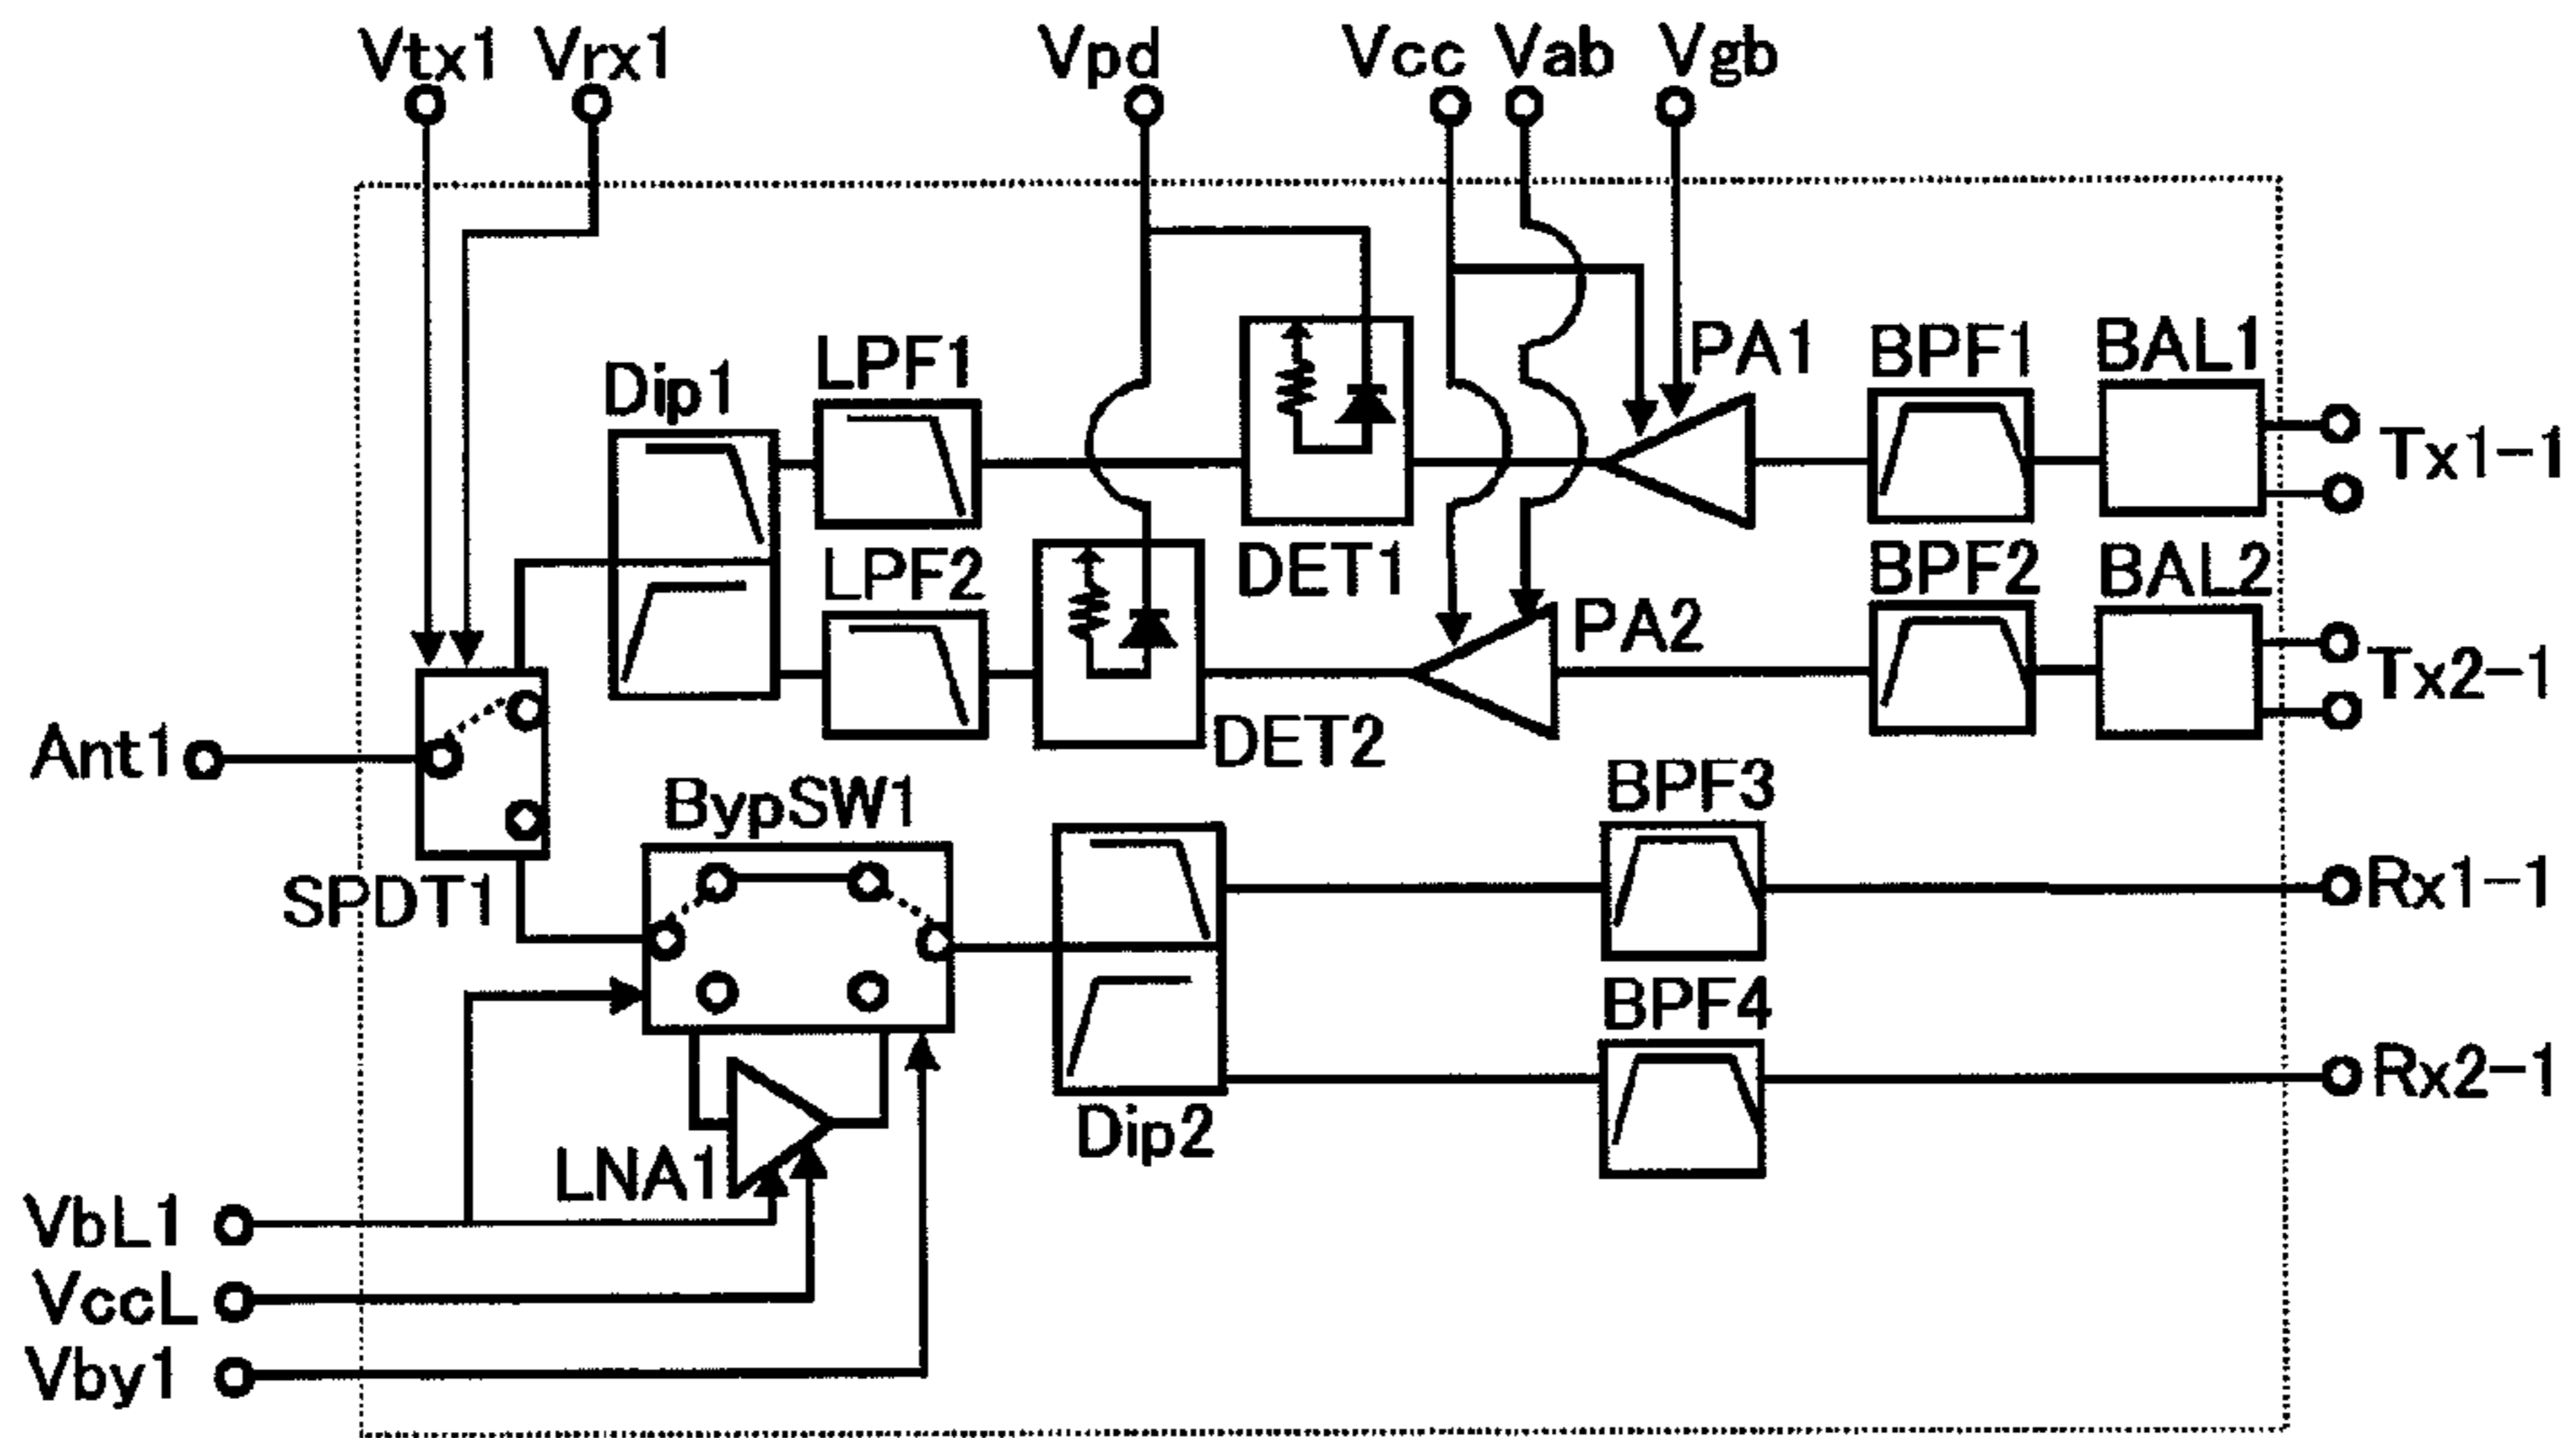 Vtx1 Vrx1 Vpd Vcc Vab Vgb
Dip1 LPF1 PA1 BPF1 BAL1
Tx1-1
LPF2 DET1 BPF2 BAL2
PA2
Tx2-1
Ant1 DET2
BypSW1 BPF3
SPDT1 Rx1-1
BPF4
Rx2-1
LNA1 Dip2
VbL1
VccL
Vby1